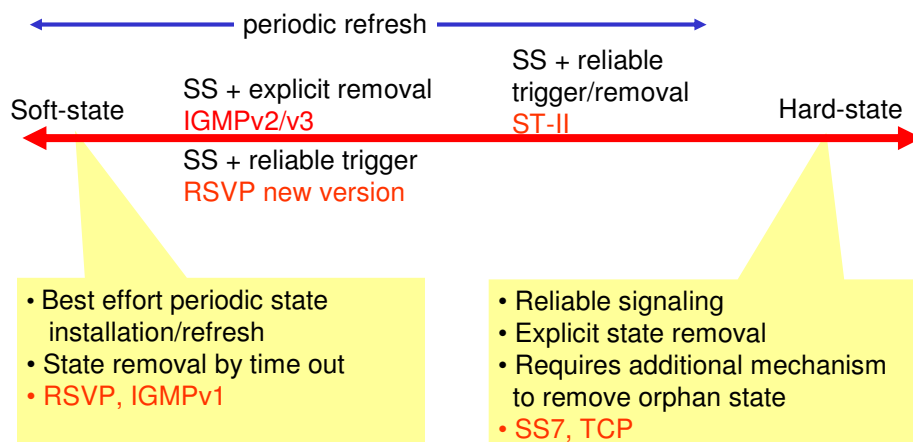 periodic refresh
SS + reliable
trigger/removal
ST-II
SS + explicit removal
IGMPv2/v3
Soft-state
Hard-state
SS + reliable trigger
RSVP new version
• Best effort periodic state
installation/refresh
• State removal by time out
• RSVP, IGMPv1
• Reliable signaling
• Explicit state removal
• Requires additional mechanism
to remove orphan state
• SS7, TCP